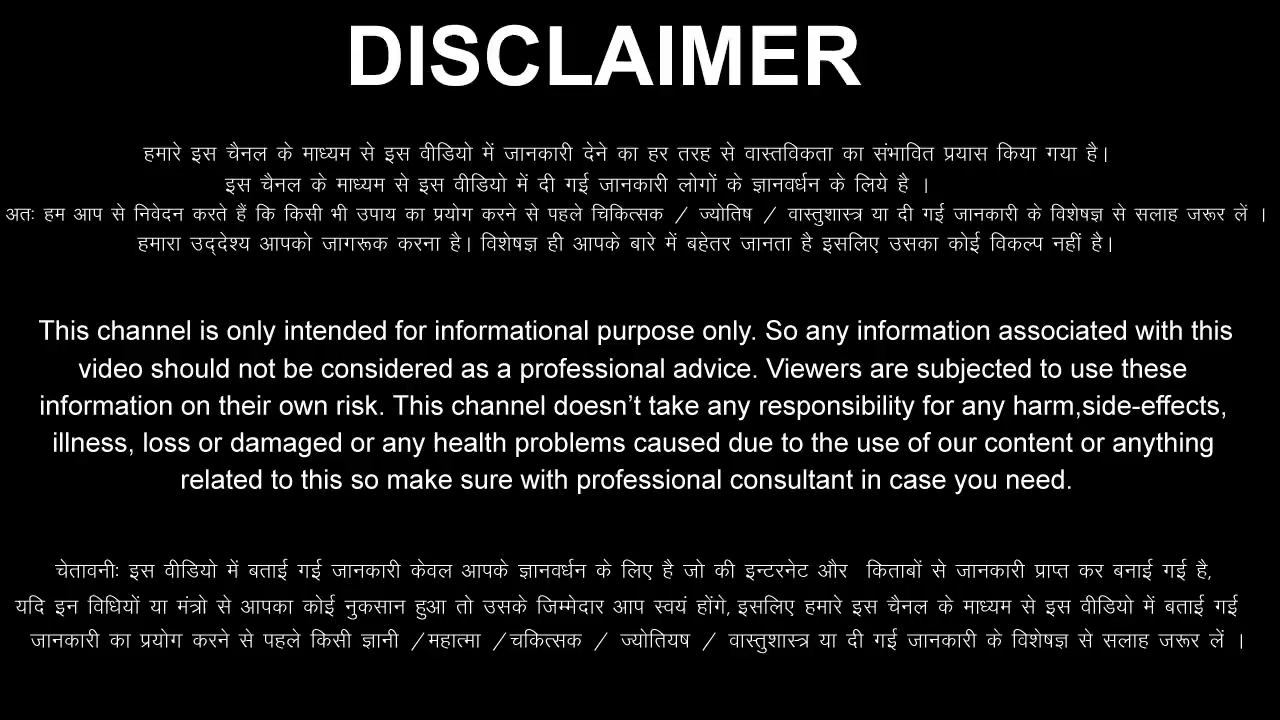 DISCLAIMER
हमारे इस चैनल के माध्यम से इस वीडियो में जानकारी देने का हर तरह से वास्तविकता का संभावित प्रयास किया गया है।
इस चैनल के माध्यम से इस वीडियो में दी गई जानकारी लोगों के ज्ञानवर्धन के लिये है ।
अतः हम आप से निवेदन करते हैं कि किसी भी उपाय का प्रयोग करने से पहले चिकित्सक / ज्योतिष / वास्तुशास्त्र या दी गई जानकारी के विशेषज्ञ से सलाह जरूर लें ।
हमारा उद्देश्य आपको जागरूक करना है। विशेषज्ञ ही आपके बारे में बहेतर जानता है इसलिए उसका कोई विकल्प नहीं है।
This channel is only intended for informational purpose only. So any information associated with this
video should not be considered as a professional advice. Viewers are subjected to use these
information on their own risk. This channel doesn’t take any responsibility for any harm,side-effects,
illness, loss or damaged or any health problems caused due to the use of our content or anything
related to this so make sure with professional consultant in case you need.
चेतावनीः इस वीडियो में बताई गई जानकारी केवल आपके ज्ञानवर्धन के लिए है जो की इन्टरनेट और किताबों से जानकारी प्राप्त कर बनाई गई है,
यदि इन विधियों या मंत्रो से आपका कोई नुकसान हुआ तो उसके जिम्मेदार आप स्वयं होंगे, इसलिए हमारे इस चैनल के माध्यम से इस वीडियो में बताई गई
जानकारी का प्रयोग करने से पहले किसी ज्ञानी /महात्मा /चकित्सक / ज्योतियष / वास्तुशास्त्र या दी गई जानकारी के विशेषज्ञ से सलाह जरूर लें ।